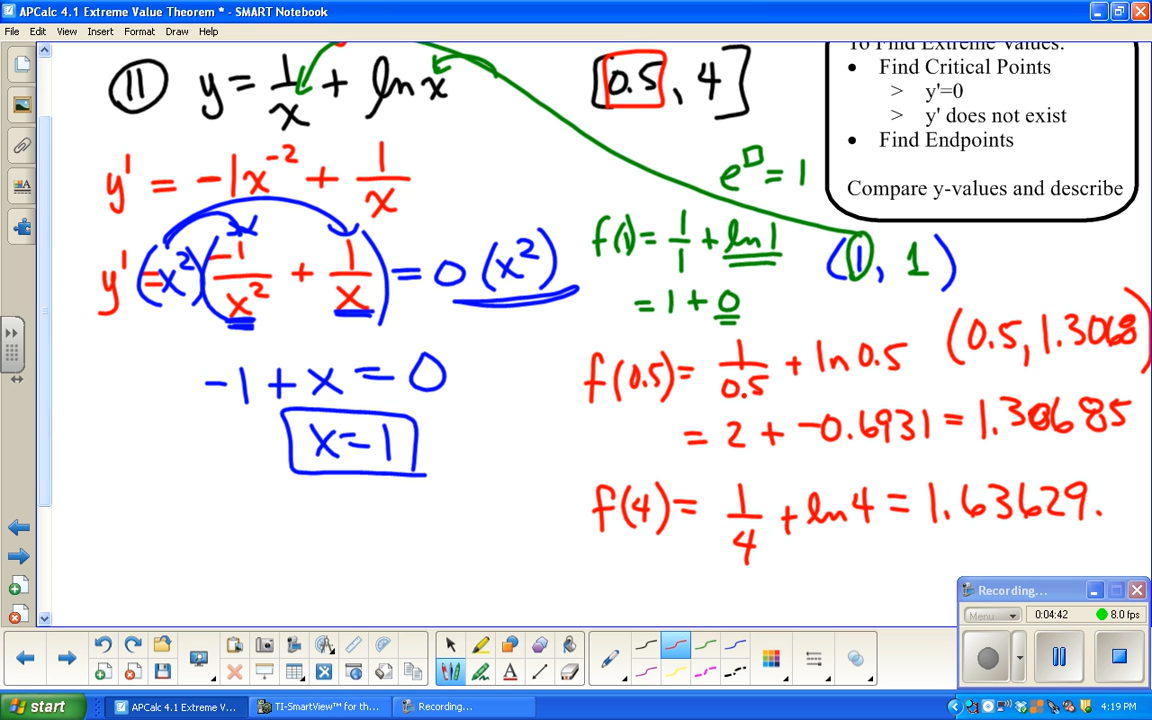 APCalc 4.1 Extreme Value Theorem * - SMART Notebook
File Edit View Insert Format Draw Help
⑪ y = 1/x + ln x [0.5, 4]
To Find Extreme Values:
• Find Critical Points
> y'=0
> y' does not exist
• Find Endpoints
Compare y-values and describe
y' = -1x^-2 + 1/x
e^□ = 1
y' = (x²)(-1/x² + 1/x) = 0 (x²)
f(1) = 1/1 + ln 1 (1, 1)
= 1 + 0
-1 + x = 0
x = 1
f(0.5) = 1/0.5 + ln 0.5 (0.5, 1.3068)
= 2 + -0.6931 = 1.30685
f(4) = 1/4 + ln 4 = 1.63629.
Recording...
Menu 0:04:42 8.0 fps
start APCalc 4.1 Extreme V... TI-SmartView™ for th... Recording... 4:19 PM